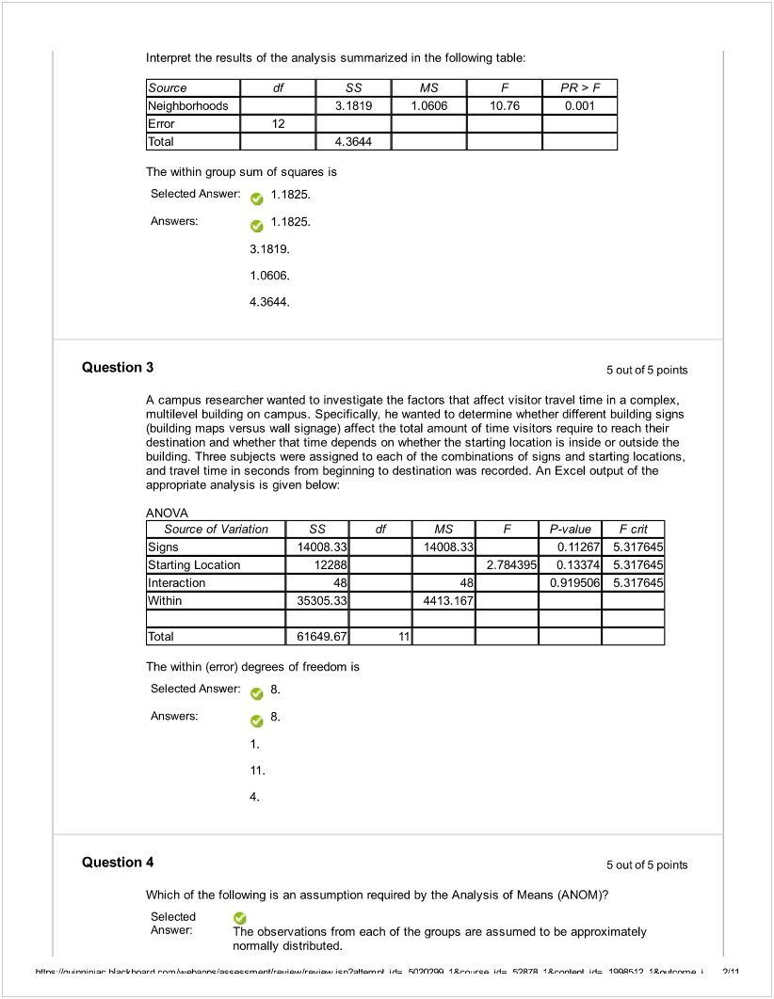 Interpret the results of the analysis summarized in the following table:
Source df SS MS F PR > F
Neighborhoods 3.1819 1.0606 10.76 0.001
Error 12
Total 4.3644
The within group sum of squares is
Selected Answer: 1.1825.
Answers: 1.1825.
3.1819.
1.0606.
4.3644.
Question 3 5 out of 5 points
A campus researcher wanted to investigate the factors that affect visitor travel time in a complex,
multilevel building on campus. Specifically, he wanted to determine whether different building signs
(building maps versus wall signage) affect the total amount of time visitors require to reach their
destination and whether that time depends on whether the starting location is inside or outside the
building. Three subjects were assigned to each of the combinations of signs and starting locations,
and travel time in seconds from beginning to destination was recorded. An Excel output of the
appropriate analysis is given below:
ANOVA
Source of Variation SS df MS F P-value F crit
Signs 14008.33 14008.33 0.11267 5.317645
Starting Location 12288 2.784395 0.13374 5.317645
Interaction 48 48 0.919506 5.317645
Within 35305.33 4413.167
Total 61649.67 11
The within (error) degrees of freedom is
Selected Answer: 8.
Answers: 8.
1.
11.
4.
Question 4 5 out of 5 points
Which of the following is an assumption required by the Analysis of Means (ANOM)?
Selected
Answer:
The observations from each of the groups are assumed to be approximately
normally distributed.
https://quinnipiac.blackboard.com/webapps/assessment/review/review.jsp?attempt_id=_5020299_1&course_id=_52878_1&content_id=_1998512_1&outcome_i… 2/11